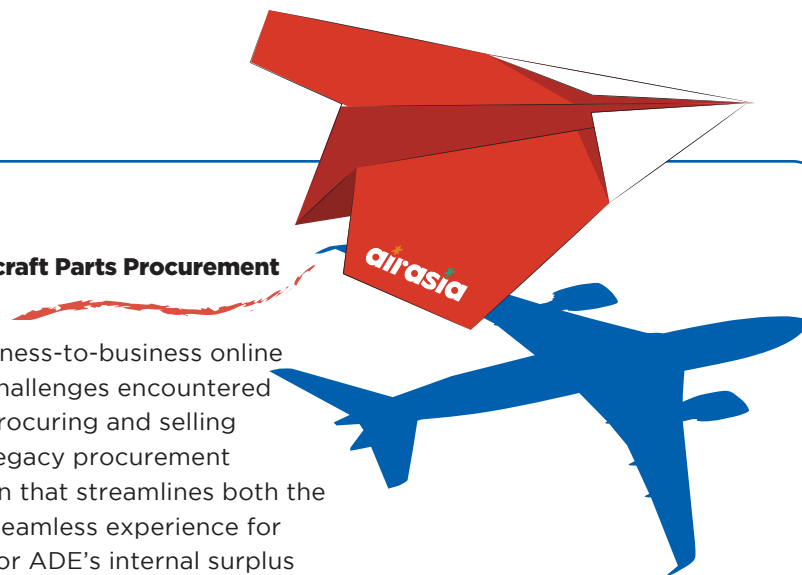 craft Parts Procurement
airasia
ness-to-business online
hallenges encountered
rocuring and selling
egacy procurement
n that streamlines both the
seamless experience for
or ADE's internal surplus